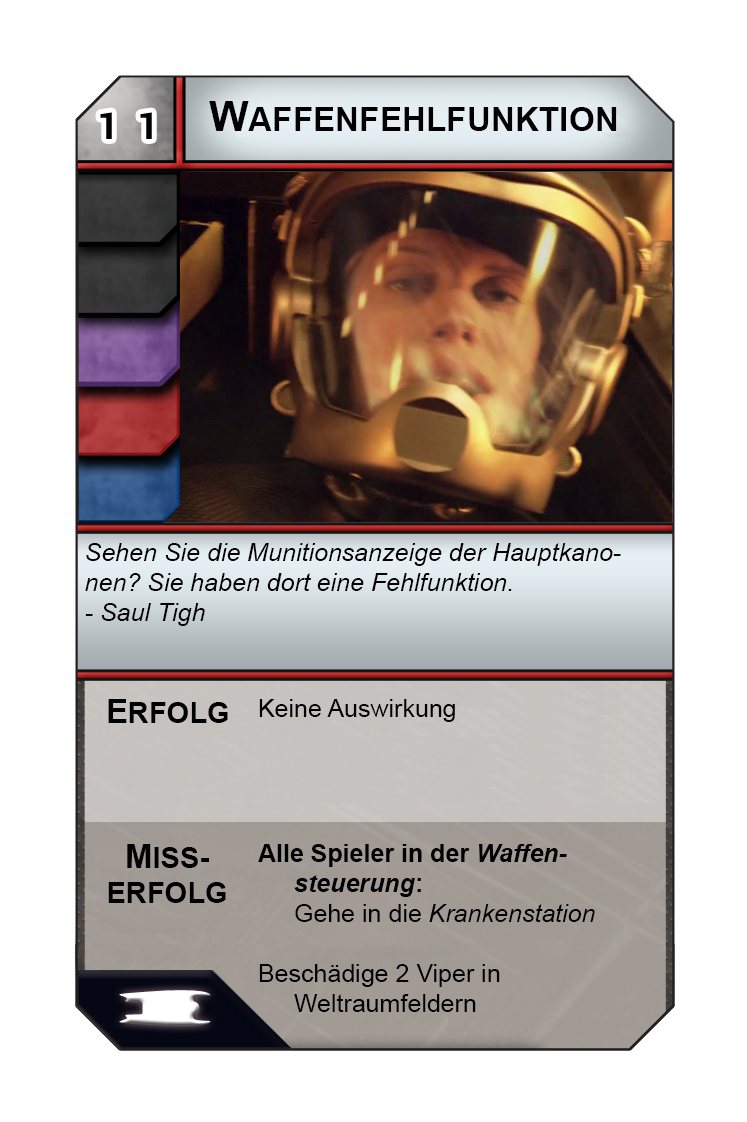 11
WAFFENFEHLFUNKTION
Sehen Sie die Munitionsanzeige der Hauptkano-
nen? Sie haben dort eine Fehlfunktion.
- Saul Tigh
ERFOLG
Keine Auswirkung
MISS-
ERFOLG
Alle Spieler in der Waffen-
steuerung:
Gehe in die Krankenstation
Beschädige 2 Viper in
Weltraumfeldern